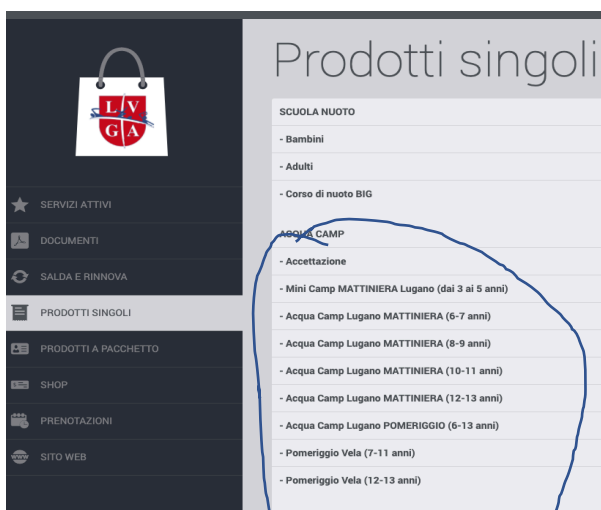 Prodotti singoli
LV
GA
SERVIZI ATTIVI
DOCUMENTI
SALDA E RINNOVA
PRODOTTI SINGOLI
PRODOTTI A PACCHETTO
SHOP
PRENOTAZIONI
SITO WEB
SCUOLA NUOTO
- Bambini
- Adulti
- Corso di nuoto BIG
ACQUA CAMP
- Accettazione
- Mini Camp MATTINIERA Lugano (dai 3 ai 5 anni)
- Acqua Camp Lugano MATTINIERA (6-7 anni)
- Acqua Camp Lugano MATTINIERA (8-9 anni)
- Acqua Camp Lugano MATTINIERA (10-11 anni)
- Acqua Camp Lugano MATTINIERA (12-13 anni)
- Acqua Camp Lugano POMERIGGIO (6-13 anni)
- Pomeriggio Vela (7-11 anni)
- Pomeriggio Vela (12-13 anni)